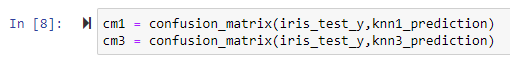 In [8]: cm1 = confusion_matrix(iris_test_y,knn1_prediction)
cm3 = confusion_matrix(iris_test_y,knn3_prediction)